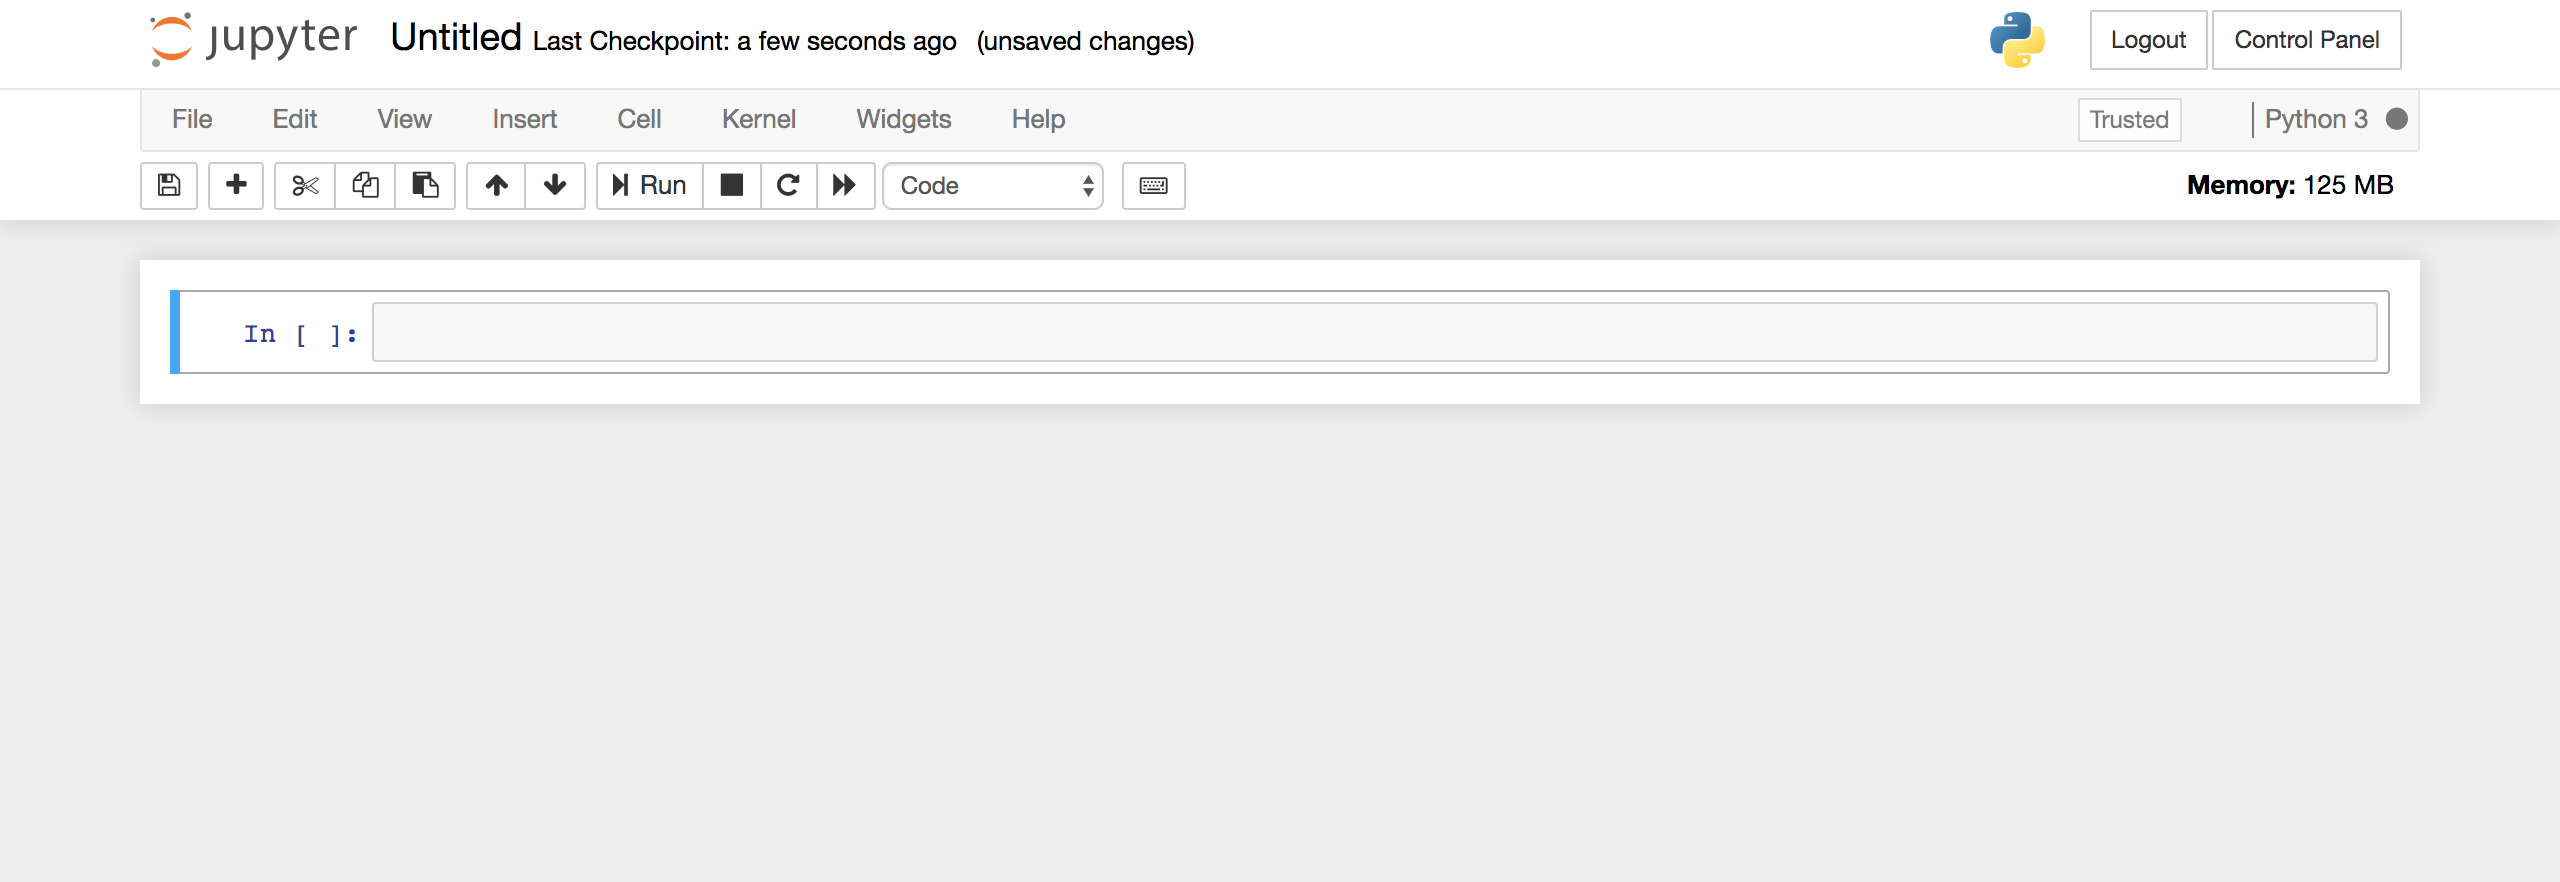 jupyter Untitled Last Checkpoint: a few seconds ago (unsaved changes) Logout Control Panel
File Edit View Insert Cell Kernel Widgets Help Trusted Python 3
Run Code Memory: 125 MB
In [ ]: